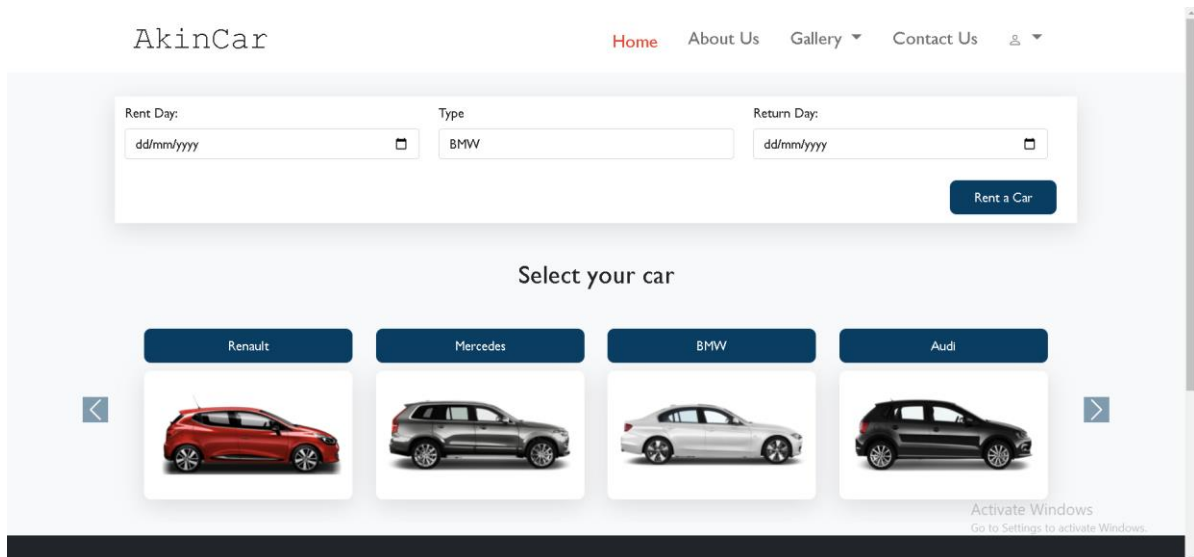 AkinCar
Home About Us Gallery Contact Us
Rent Day: Type Return Day:
dd/mm/yyyy BMW dd/mm/yyyy
Rent a Car
Select your car
Renault Mercedes BMW Audi
Activate Windows
Go to Settings to activate Windows.